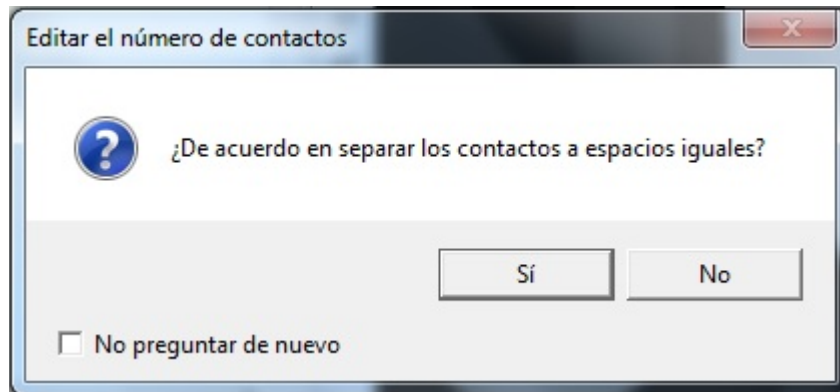 Editar el número de contactos
¿De acuerdo en separar los contactos a espacios iguales?
Sí
No
No preguntar de nuevo